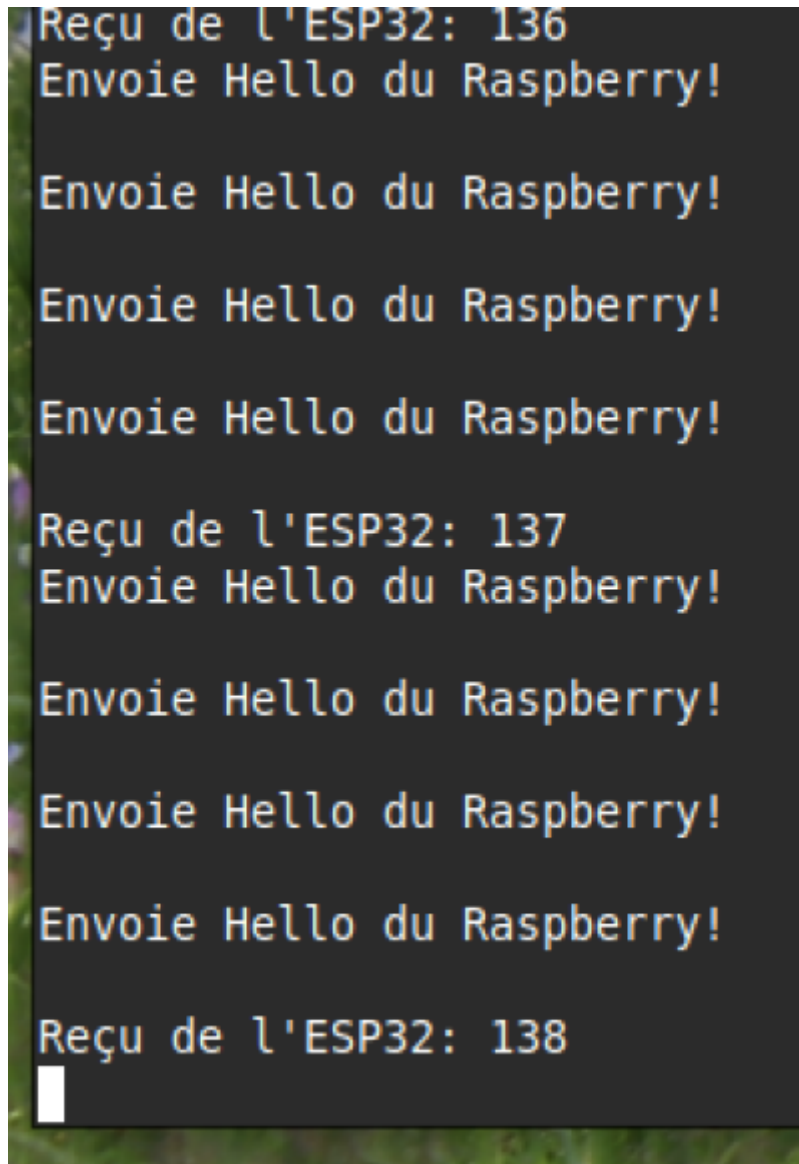 Reçu de l'ESP32: 136
Envoie Hello du Raspberry!
Envoie Hello du Raspberry!
Envoie Hello du Raspberry!
Envoie Hello du Raspberry!
Reçu de l'ESP32: 137
Envoie Hello du Raspberry!
Envoie Hello du Raspberry!
Envoie Hello du Raspberry!
Envoie Hello du Raspberry!
Reçu de l'ESP32: 138